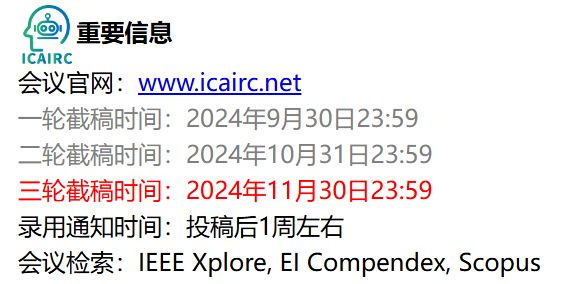 ICAIRC
重要信息
会议官网：www.icairc.net
一轮截稿时间：2024年9月30日23:59
二轮截稿时间：2024年10月31日23:59
三轮截稿时间：2024年11月30日23:59
录用通知时间：投稿后1周左右
会议检索：IEEE Xplore, EI Compendex, Scopus